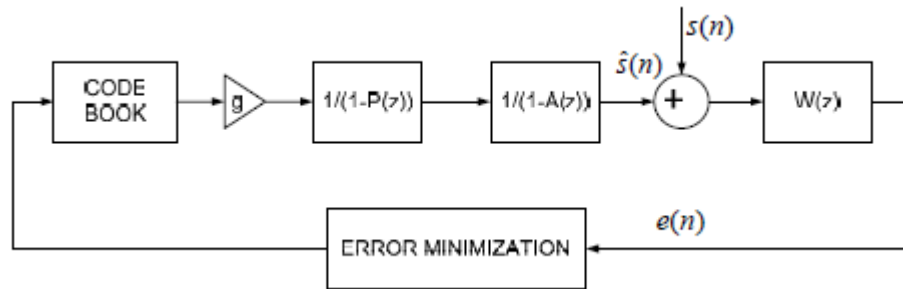 s(n)
ŝ(n)
CODE
BOOK
g
1/(1-P(z))
1/(1-A(z))
+
W(z)
e(n)
ERROR MINIMIZATION